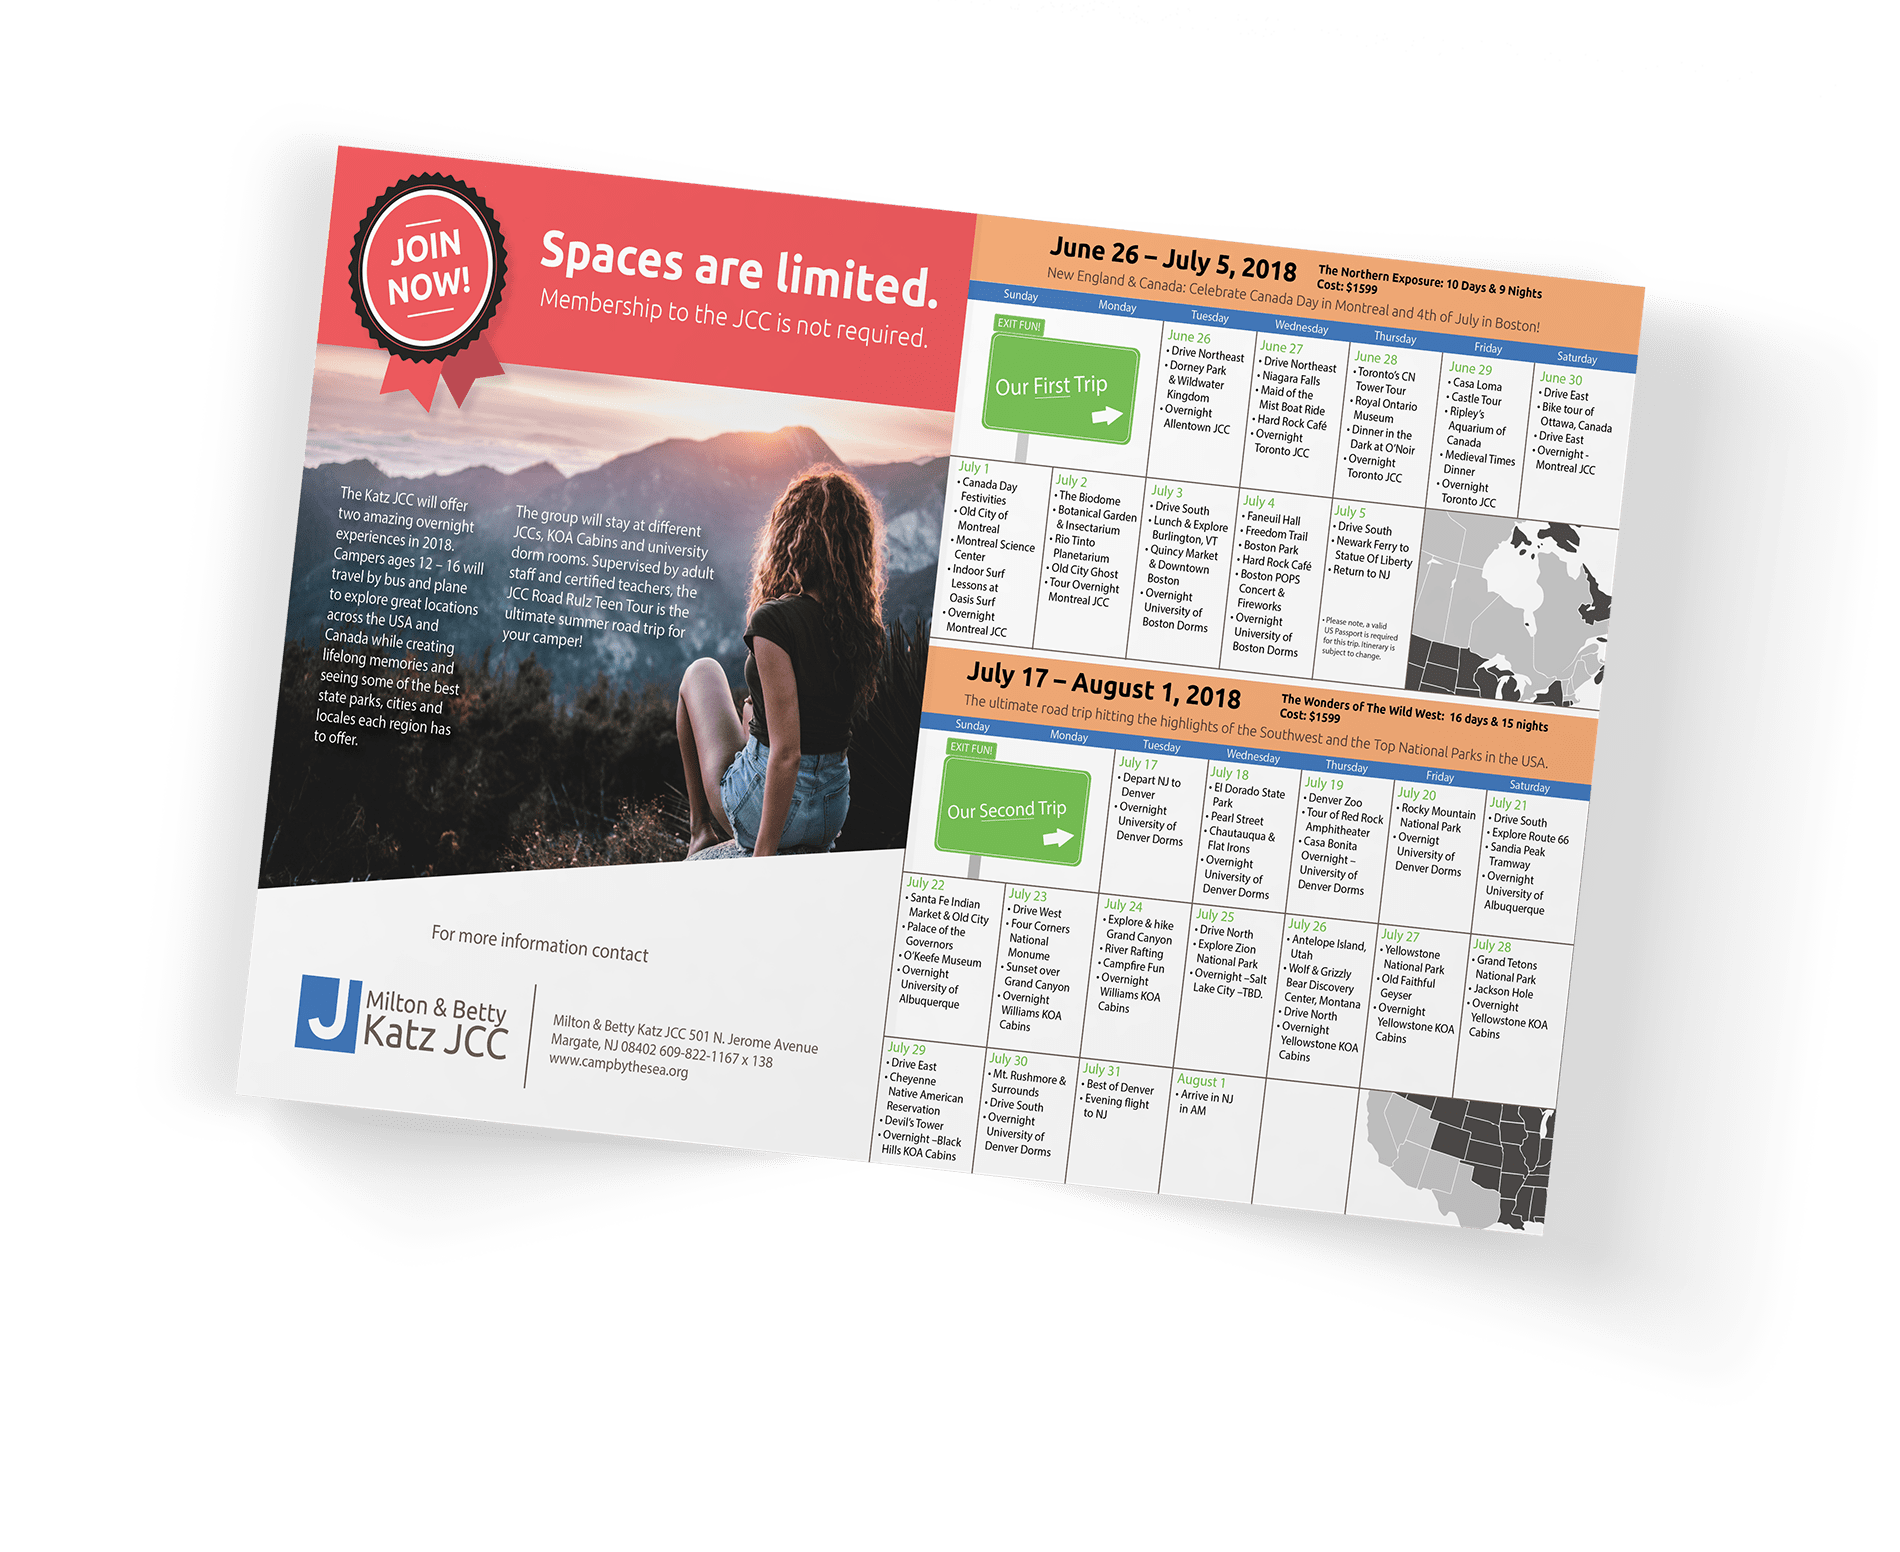 JOIN
NOW!
Spaces are limited.
Membership to the JCC is not required.
The Katz JCC will offer
two amazing overnight
experiences in 2018.
Campers ages 12 – 16 will
travel by bus and plane
to explore great locations
across the USA and
Canada while creating
lifelong memories and
seeing some of the best
state parks, cities and
locales each region has
to offer.
The group will stay at different
JCCs, KOA Cabins and university
dorm rooms. Supervised by adult
staff and certified teachers, the
JCC Road Rulz Teen Tour is the
ultimate summer road trip for
your camper!
For more information contact
J
Milton & Betty
Katz JCC
Milton & Betty Katz JCC 501 N. Jerome Avenue
Margate, NJ 08402 609-822-1167 x 138
www.campbythesea.org
June 26 – July 5, 2018
The Northern Exposure: 10 Days & 9 Nights
Cost: $1599
New England & Canada: Celebrate Canada Day in Montreal and 4th of July in Boston!
Sunday Monday Tuesday Wednesday Thursday Friday Saturday
EXIT FUN!
Our First Trip
June 26
• Drive Northeast
• Dorney Park
& Wildwater
Kingdom
• Overnight
Allentown JCC
June 27
• Drive Northeast
• Niagara Falls
• Maid of the
Mist Boat Ride
• Hard Rock Café
• Overnight
Toronto JCC
June 28
• Toronto's CN
Tower Tour
• Royal Ontario
Museum
• Dinner in the
Dark at O'Noir
• Overnight
Toronto JCC
June 29
• Casa Loma
• Castle Tour
• Ripley's
Aquarium of
Canada
• Medieval Times
Dinner
• Overnight
Toronto JCC
June 30
• Drive East
• Bike tour of
Ottawa, Canada
• Drive East
• Overnight -
Montreal JCC
July 1
• Canada Day
Festivities
• Old City of
Montreal
• Montreal Science
Center
• Indoor Surf
Lessons at
Oasis Surf
• Overnight
Montreal JCC
July 2
• The Biodome
• Botanical Garden
& Insectarium
• Rio Tinto
Planetarium
• Old City Ghost
• Tour Overnight
Montreal JCC
July 3
• Drive South
• Lunch & Explore
Burlington, VT
• Quincy Market
& Downtown
Boston
• Overnight
University of
Boston Dorms
July 4
• Faneuil Hall
• Freedom Trail
• Boston Park
• Hard Rock Café
• Boston POPS
Concert &
Fireworks
• Overnight
University of
Boston Dorms
July 5
• Drive South
• Newark Ferry to
Statue Of Liberty
• Return to NJ
• Please note, a valid
US Passport is required
for this trip. Itinerary is
subject to change.
July 17 – August 1, 2018
The Wonders of The Wild West: 16 days & 15 nights
Cost: $1599
The ultimate road trip hitting the highlights of the Southwest and the Top National Parks in the USA.
Sunday Monday Tuesday Wednesday Thursday Friday Saturday
EXIT FUN!
Our Second Trip
July 17
• Depart NJ to
Denver
• Overnight
University of
Denver Dorms
July 18
• El Dorado State
Park
• Pearl Street
• Chautauqua &
Flat Irons
• Overnight
University of
Denver Dorms
July 19
• Denver Zoo
• Tour of Red Rock
Amphitheater
• Casa Bonita
Overnight –
University of
Denver Dorms
July 20
• Rocky Mountain
National Park
• Overnigt
University of
Denver Dorms
July 21
• Drive South
• Explore Route 66
• Sandia Peak
Tramway
• Overnight
University of
Albuquerque
July 22
• Santa Fe Indian
Market & Old City
• Palace of the
Governors
• O'Keefe Museum
• Overnight
University of
Albuquerque
July 23
• Drive West
• Four Corners
National
Monume
• Sunset over
Grand Canyon
• Overnight
Williams KOA
Cabins
July 24
• Explore & hike
Grand Canyon
• River Rafting
• Campfire Fun
• Overnight
Williams KOA
Cabins
July 25
• Drive North
• Explore Zion
National Park
• Overnight –Salt
Lake City –TBD.
July 26
• Antelope Island,
Utah
• Wolf & Grizzly
Bear Discovery
Center, Montana
• Drive North
• Overnight
Yellowstone KOA
Cabins
July 27
• Yellowstone
National Park
• Old Faithful
Geyser
• Overnight
Yellowstone KOA
Cabins
July 28
• Grand Tetons
National Park
• Jackson Hole
• Overnight
Yellowstone KOA
Cabins
July 29
• Drive East
• Cheyenne
Native American
Reservation
• Devil's Tower
• Overnight –Black
Hills KOA Cabins
July 30
• Mt. Rushmore &
Surrounds
• Drive South
• Overnight
University of
Denver Dorms
July 31
• Best of Denver
• Evening flight
to NJ
August 1
• Arrive in NJ
in AM